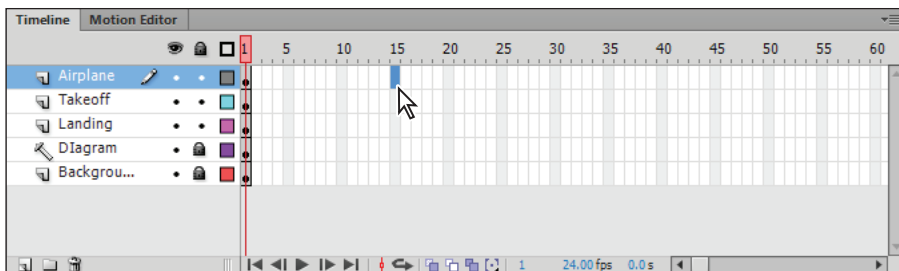 Timeline Motion Editor
1 5 10 15 20 25 30 35 40 45 50 55 60
Airplane
Takeoff
Landing
DIagram
Backgrou...
1 24.00 fps 0.0 s